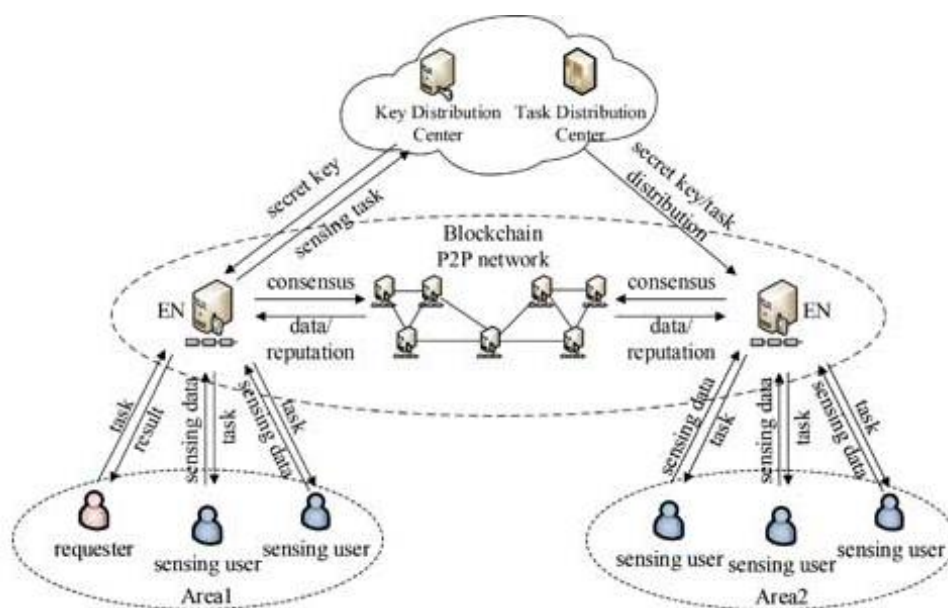 Key Distribution
Center
Task Distribution
Center
secret key
sensing task
secret key/task
distribution
Blockchain
P2P network
EN
consensus
data/
reputation
consensus
data/
reputation
EN
task
result
sensing data
task
task
sensing data
sensing data
task
sensing data
task
task
sensing data
requester
sensing user
sensing user
Area1
sensing user
sensing user
sensing user
Area2